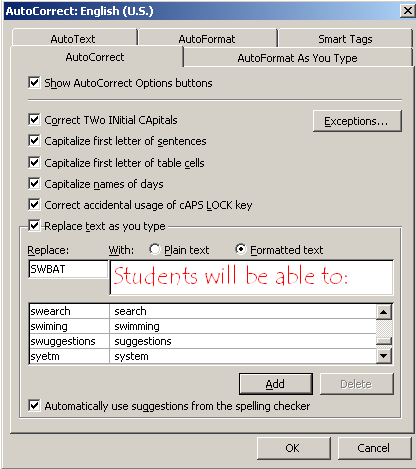 AutoCorrect: English (U.S.)
AutoText AutoFormat Smart Tags
AutoCorrect AutoFormat As You Type
Show AutoCorrect Options buttons
Correct TWo INitial CApitals
Exceptions...
Capitalize first letter of sentences
Capitalize first letter of table cells
Capitalize names of days
Correct accidental usage of cAPS LOCK key
Replace text as you type
Replace: With: Plain text Formatted text
SWBAT Students will be able to:
swearch search
swiming swimming
swuggestions suggestions
syetm system
Add Delete
Automatically use suggestions from the spelling checker
OK Cancel